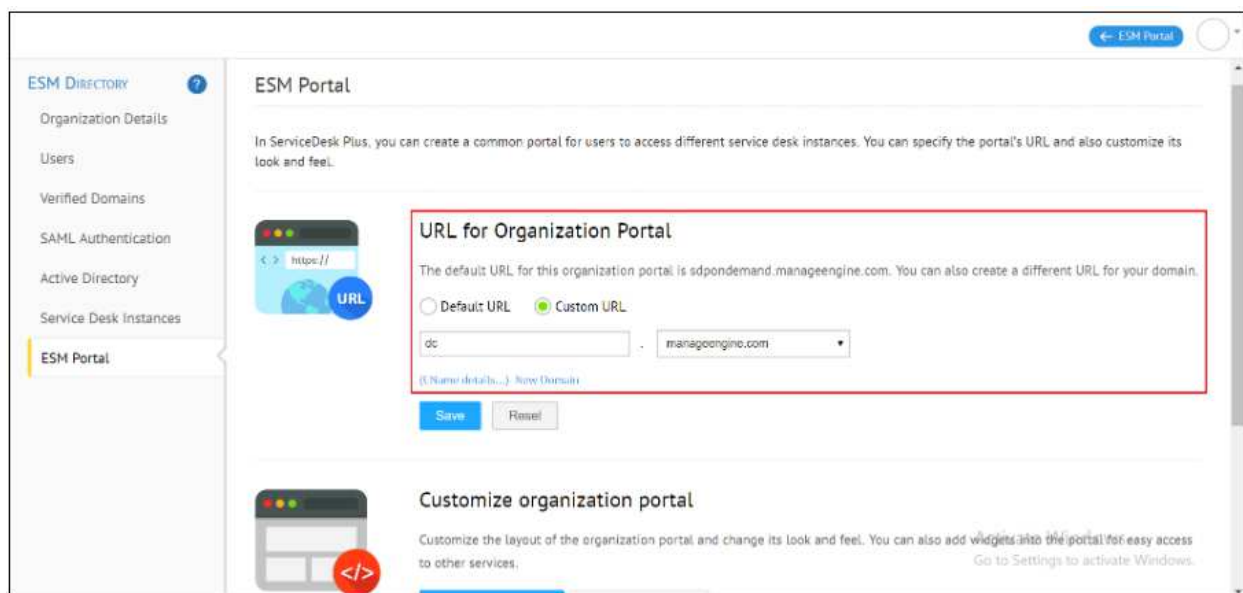 ← ESM Portal
ESM DIRECTORY ?
Organization Details
Users
Verified Domains
SAML Authentication
Active Directory
Service Desk Instances
ESM Portal
ESM Portal
In ServiceDesk Plus, you can create a common portal for users to access different service desk instances. You can specify the portal's URL and also customize its
look and feel.
https://
URL
URL for Organization Portal
The default URL for this organization portal is sdpondemand.manageengine.com. You can also create a different URL for your domain.
Default URL Custom URL
dc . manageengine.com
(CName details...) New Domain
Save Reset
</>
Customize organization portal
Customize the layout of the organization portal and change its look and feel. You can also add widgets into the portal for easy access
to other services.
Activate Windows
Go to Settings to activate Windows.